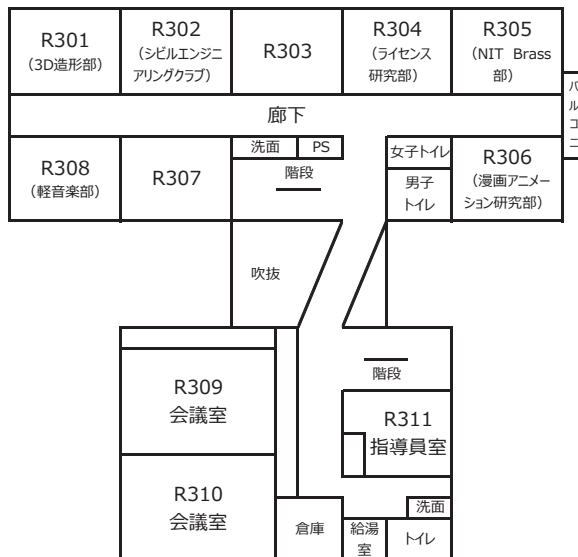 R301
（3D造形部）
R302
（シビルエンジニ
アリングクラブ）
R303
R304
（ライセンス
研究部）
R305
（NIT Brass
部）
バ
ル
コ
ニ
廊下
洗面
PS
階段
女子トイレ
男子
トイレ
R308
（軽音楽部）
R307
R306
（漫画アニメー
ション研究部）
吹抜
階段
R309
会議室
R311
指導員室
R310
会議室
倉庫
給湯
室
洗面
トイレ